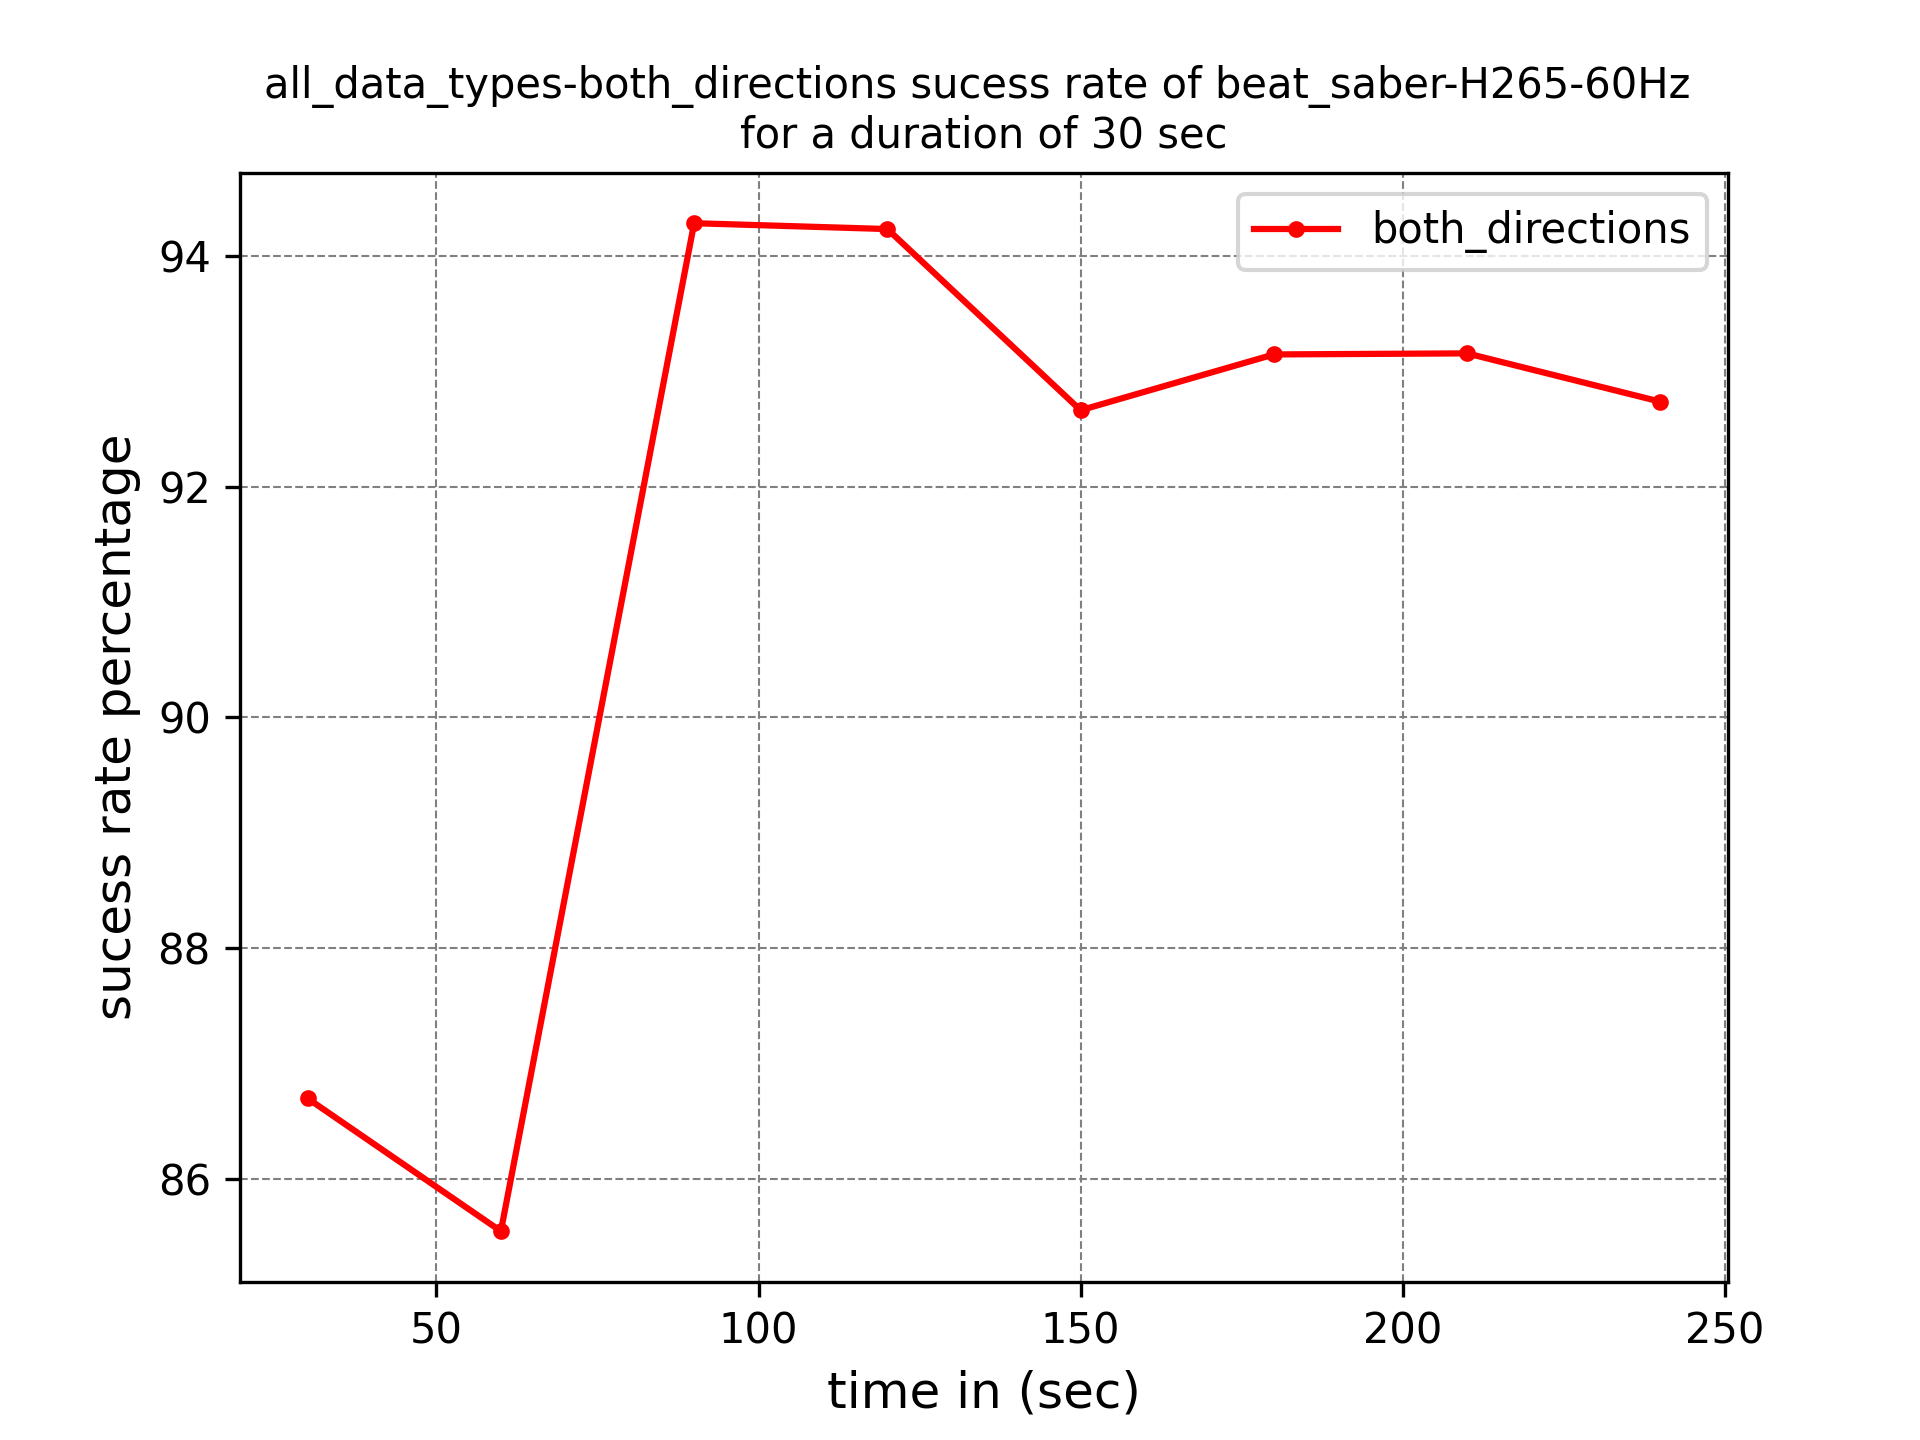 all_data_types-both_directions sucess rate of beat_saber-H265-60Hz
for a duration of 30 sec
both_directions
sucess rate percentage
94
92
90
88
86
50
100
150
200
250
time in (sec)